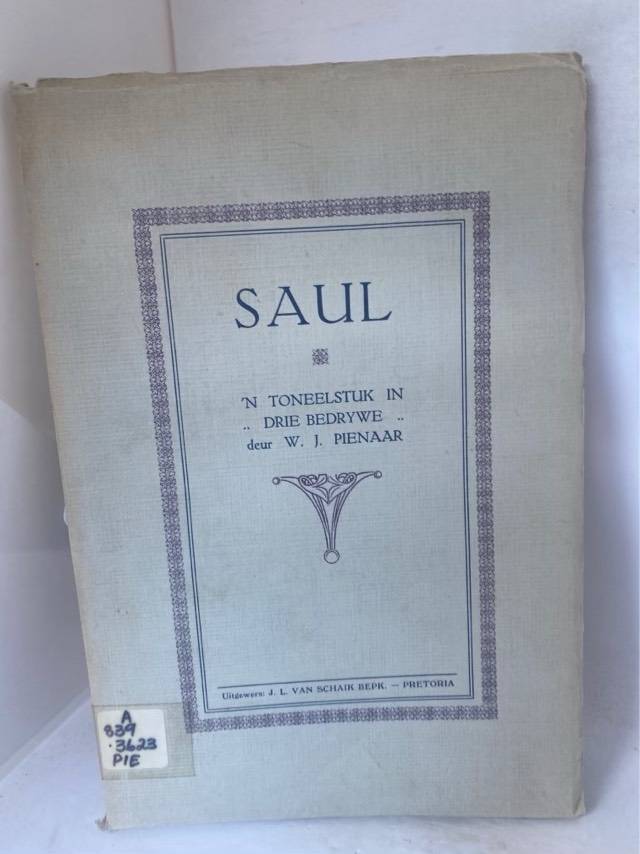 SAUL
'N TONEELSTUK IN
.. DRIE BEDRYWE ..
deur W. J. PIENAAR
Uitgewers: J. L. VAN SCHAIK BEPK. — PRETORIA
A
839
.3623
PIE